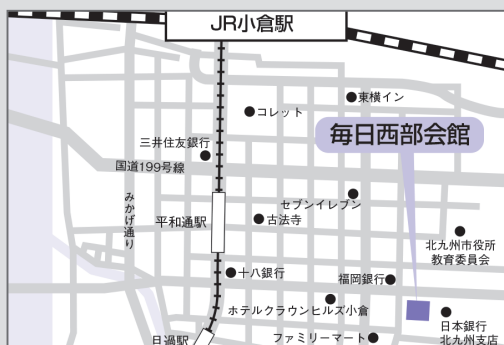 JR小倉駅
東横イン
コレット
毎日西部会館
三井住友銀行
国道199号線
みかげ通り
セブンイレブン
平和通駅
古法寺
北九州市役所
教育委員会
十八銀行
福岡銀行
ホテルクラウンヒルズ小倉
日本銀行
北九州支店
旦過駅
ファミリーマート